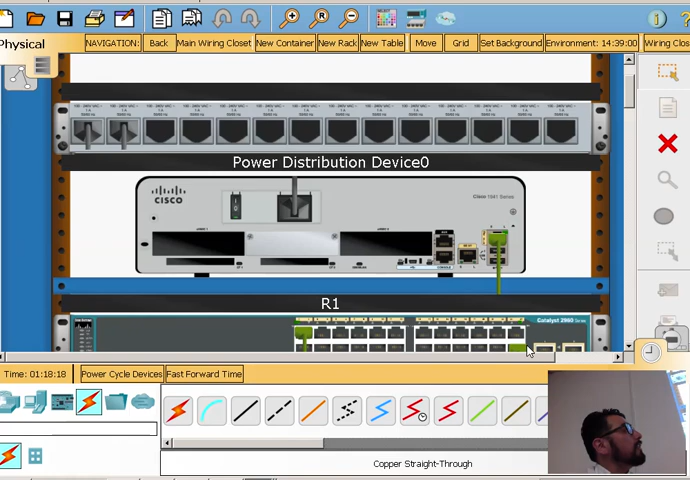 Physical
NAVIGATION: Back Main Wiring Closet New Container New Rack New Table Move Grid Set Background Environment: 14:39:00 Wiring Close
Power Distribution Device0
CISCO
Cisco 1941 Series
R1
Catalyst 2960 Series
Time: 01:18:18 Power Cycle Devices Fast Forward Time
Copper Straight-Through